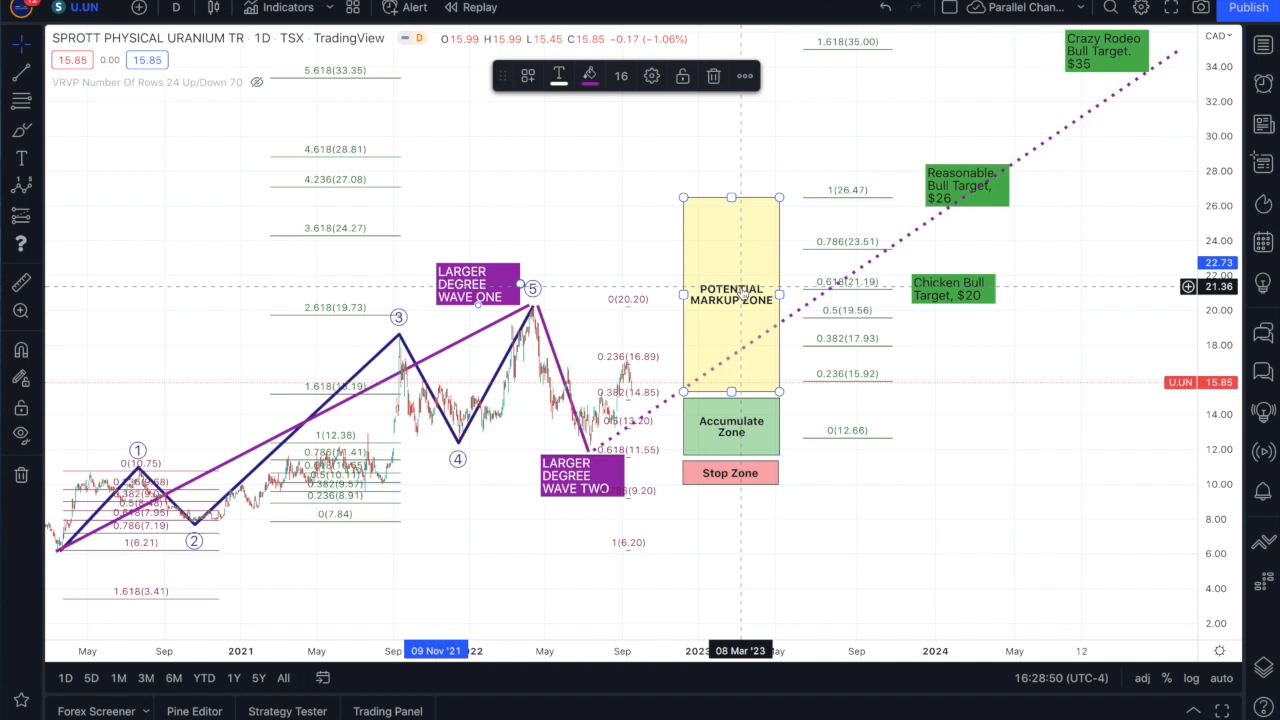 U.UN
D
Indicators
Alert
Replay
Parallel Chan...
Publish
SPROTT PHYSICAL URANIUM TR · 1D · TSX · TradingView
D
O15.99 H15.99 L15.45 C15.85 -0.17 (-1.06%)
15.85
0.00
15.85
VRVP Number Of Rows 24 Up/Down 70
16
CAD
Crazy Rodeo
Bull Target.
$35
Reasonable
Bull Target,
$26
Chicken Bull
Target, $20
1.618(35.00)
1(26.47)
0.786(23.51)
0.618(21.19)
0.5(19.56)
0.382(17.93)
0.236(15.92)
0(12.66)
POTENTIAL
MARKUP ZONE
Accumulate
Zone
Stop Zone
5.618(33.35)
4.618(28.81)
4.236(27.08)
3.618(24.27)
2.618(19.73)
1(12.38)
0.236(8.91)
0(7.84)
LARGER
DEGREE
WAVE ONE
5
3
4
1
2
0(20.20)
0.236(16.89)
0.382(14.85)
0.618(11.55)
1(6.20)
LARGER
DEGREE
WAVE TWO
0(10.75)
0.786(7.19)
1(6.21)
1.618(3.41)
34.00
32.00
30.00
28.00
26.00
24.00
22.73
22.00
21.36
20.00
18.00
U.UN 15.85
14.00
12.00
10.00
8.00
6.00
4.00
2.00
May
Sep
2021
May
Sep
09 Nov '21
May
Sep
08 Mar '23
Sep
2024
May
12
1D 5D 1M 3M 6M YTD 1Y 5Y All
16:28:50 (UTC-4)
adj % log auto
Forex Screener
Pine Editor
Strategy Tester
Trading Panel